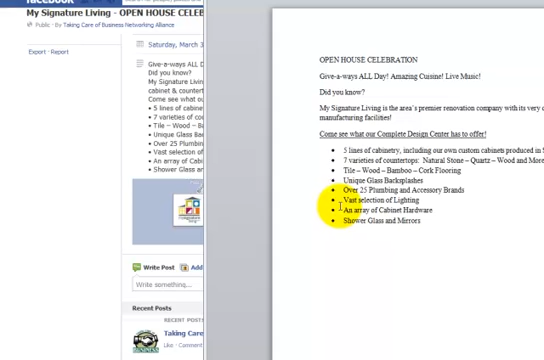 facebook
My Signature Living - OPEN HOUSE CELEB
Public · By Taking Care of Business Networking Alliance
Export · Report
Saturday, March 3
Give-a-ways ALL D
Did you know?
My Signature Livin
cabinet & counter
Come see what ou
• 5 lines of cabine
• 7 varieties of co
• Tile ~ Wood ~ Ba
• Unique Glass Ba
• Over 25 Plumbin
• Vast selection of
• An array of Cabi
• Shower Glass an
Write Post
Add
Write something...
Recent Posts
RECENT POSTS
Taking Care
Like · Comment
OPEN HOUSE CELEBRATION
Give-a-ways ALL Day! Amazing Cuisine! Live Music!
Did you know?
My Signature Living is the area's premier renovation company with its very
manufacturing facilities!
Come see what our Complete Design Center has to offer!
• 5 lines of cabinetry, including our own custom cabinets produced in
• 7 varieties of countertops: Natural Stone ~ Quartz ~ Wood and More
• Tile ~ Wood ~ Bamboo ~ Cork Flooring
• Unique Glass Backsplashes
• Over 25 Plumbing and Accessory Brands
• Vast selection of Lighting
• An array of Cabinet Hardware
• Shower Glass and Mirrors